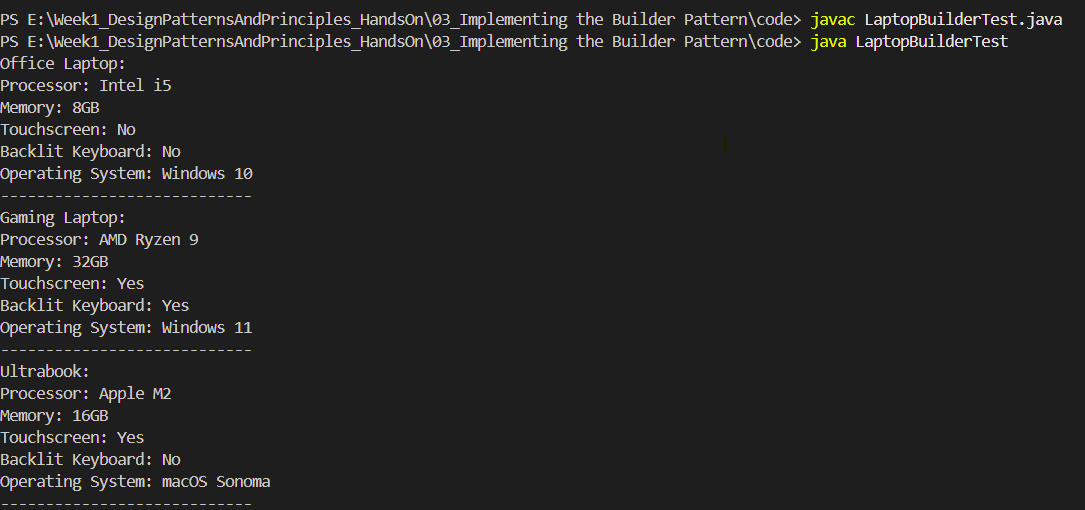 PS E:\Week1_DesignPatternsAndPrinciples_HandsOn\03_Implementing the Builder Pattern\code> javac LaptopBuilderTest.java
PS E:\Week1_DesignPatternsAndPrinciples_HandsOn\03_Implementing the Builder Pattern\code> java LaptopBuilderTest
Office Laptop:
Processor: Intel i5
Memory: 8GB
Touchscreen: No
Backlit Keyboard: No
Operating System: Windows 10
----------------------------
Gaming Laptop:
Processor: AMD Ryzen 9
Memory: 32GB
Touchscreen: Yes
Backlit Keyboard: Yes
Operating System: Windows 11
----------------------------
Ultrabook:
Processor: Apple M2
Memory: 16GB
Touchscreen: Yes
Backlit Keyboard: No
Operating System: macOS Sonoma
----------------------------